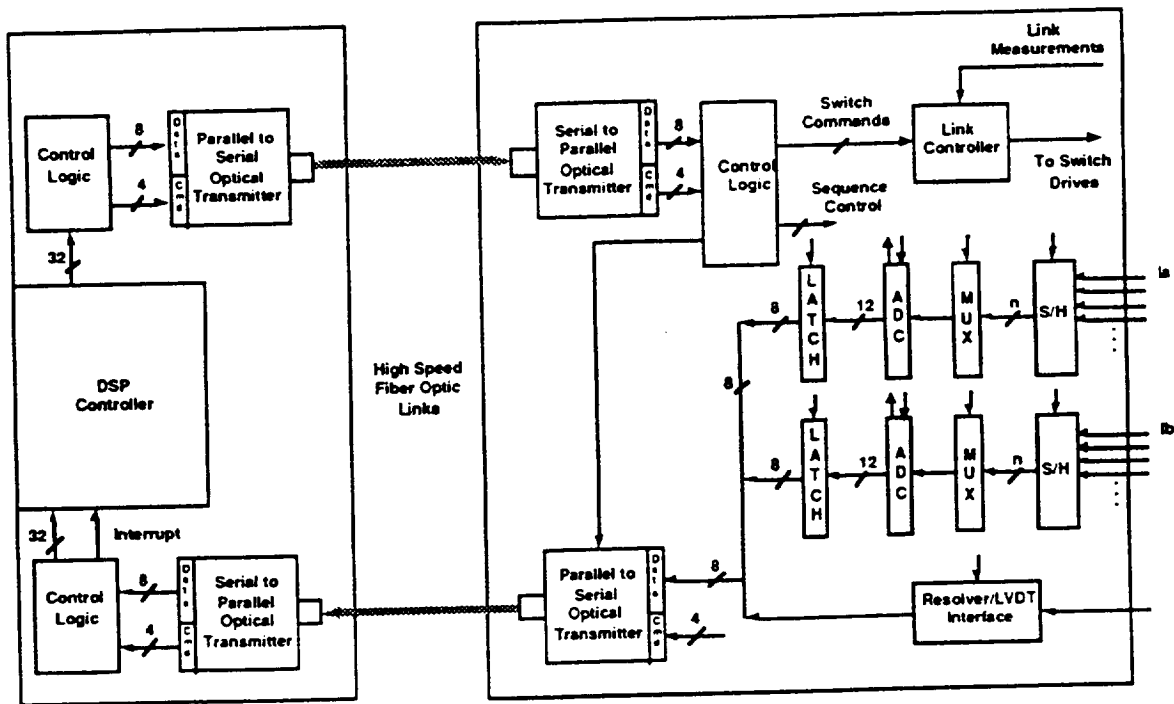 Control
Logic
8
4
Data
Cmd
Parallel to
Serial
Optical
Transmitter
32
DSP
Controller
32
Interrupt
Control
Logic
8
4
Data
Cmd
Serial to
Parallel
Optical
Transmitter
High Speed
Fiber Optic
Links
Serial to
Parallel
Optical
Transmitter
Data
Cmd
8
4
Control
Logic
Switch
Commands
Sequence
Control
Link
Measurements
Link
Controller
To Switch
Drives
8
LATCH
12
ADC
MUX
n
S/H
Ia
8
8
LATCH
12
ADC
MUX
n
S/H
Ib
Parallel to
Serial
Optical
Transmitter
Data
Cmd
8
4
Resolver/LVDT
Interface